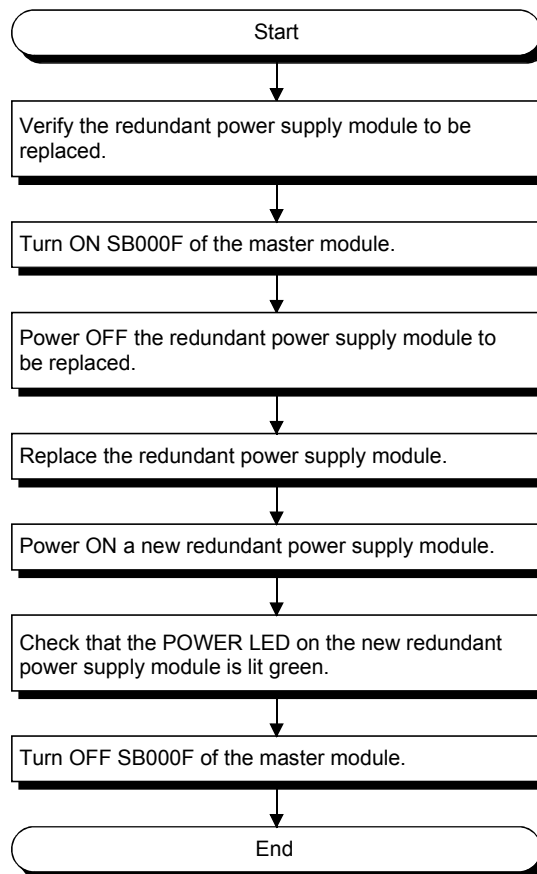 Start
Verify the redundant power supply module to be
replaced.
Turn ON SB000F of the master module.
Power OFF the redundant power supply module to
be replaced.
Replace the redundant power supply module.
Power ON a new redundant power supply module.
Check that the POWER LED on the new redundant
power supply module is lit green.
Turn OFF SB000F of the master module.
End